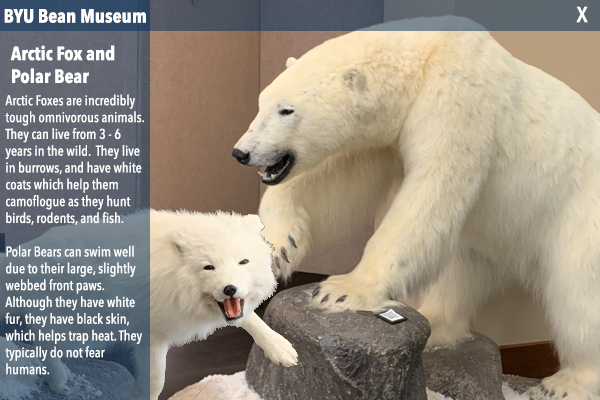 BYU Bean Museum
X
Arctic Fox and
Polar Bear
Arctic Foxes are incredibly
tough omnivorous animals.
They can live from 3 - 6
years in the wild. They live
in burrows, and have white
coats which help them
camoflogue as they hunt
birds, rodents, and fish.
Polar Bears can swim well
due to their large, slightly
webbed front paws.
Although they have white
fur, they have black skin,
which helps trap heat. They
typically do not fear
humans.